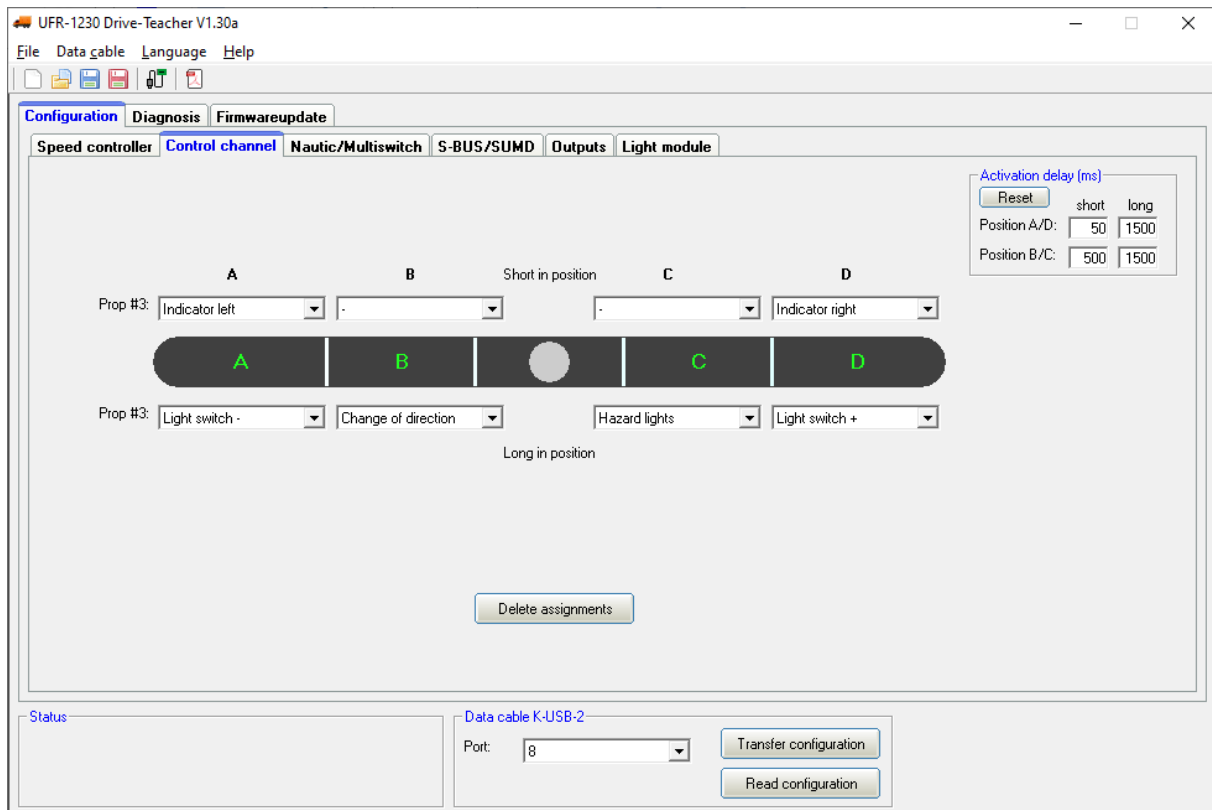 UFR-1230 Drive-Teacher V1.30a
File Data cable Language Help
Configuration Diagnosis Firmwareupdate
Speed controller Control channel Nautic/Multiswitch S-BUS/SUMD Outputs Light module
Activation delay (ms)
Reset short long
Position A/D: 50 1500
Position B/C: 500 1500
A B Short in position C D
Prop #3: Indicator left - - Indicator right
A B C D
Prop #3: Light switch - Change of direction Hazard lights Light switch +
Long in position
Delete assignments
Status
Data cable K-USB-2
Port: 8
Transfer configuration
Read configuration